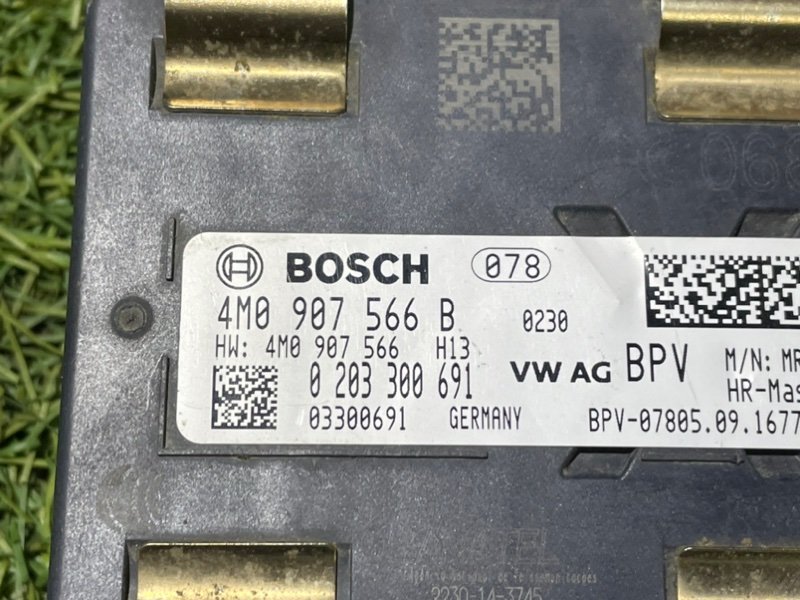 BOSCH 078
4M0 907 566 B 0230
HW: 4M0 907 566 H13
0 203 300 691 VW AG BPV M/N: MR
HR-Mas
03300691 GERMANY BPV-07805.09.1677
2230-14-3745